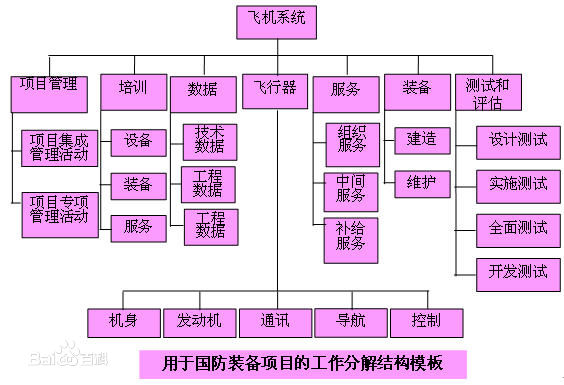 飞机系统
项目管理
培训
数据
飞行器
服务
装备
测试和
评估
项目集成
管理活动
项目专项
管理活动
设备
装备
服务
技术
数据
工程
数据
工程
数据
组织
服务
中间
服务
补给
服务
建造
维护
设计测试
实施测试
全面测试
开发测试
机身
发动机
通讯
导航
控制
Bai百科
用于国防装备项目的工作分解结构模板